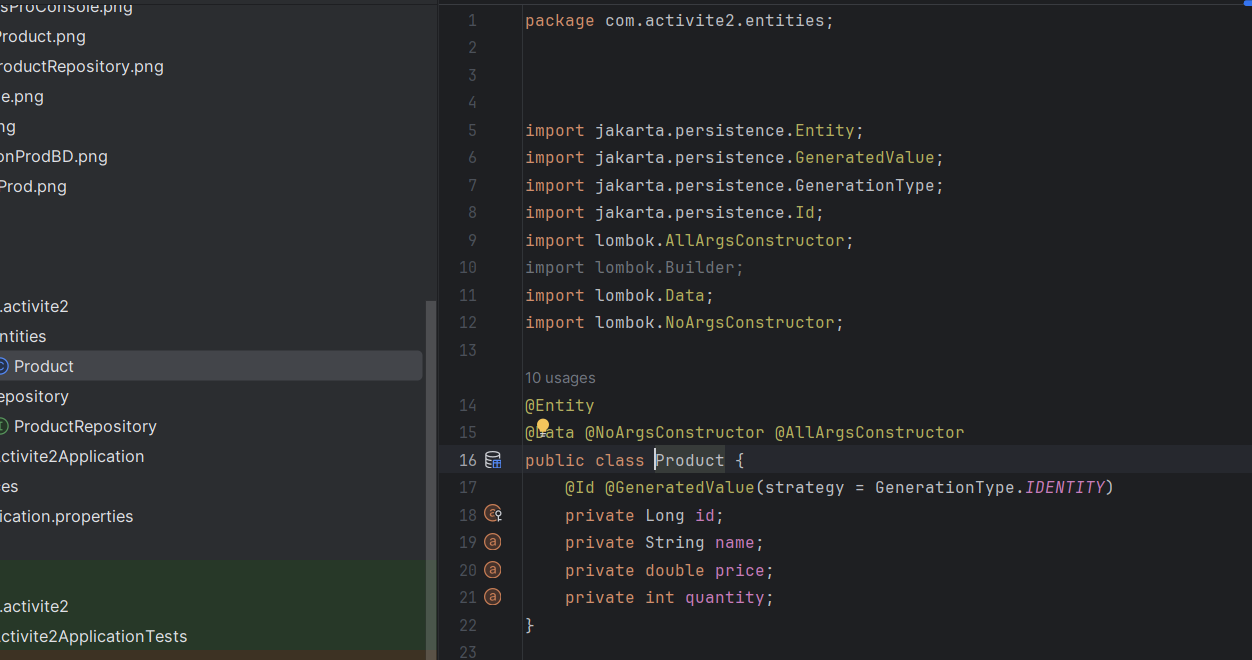 sProConsole.png
Product.png
roductRepository.png
e.png
ng
onProdBD.png
Prod.png
.activite2
ntities
Product
epository
ProductRepository
ctivite2Application
es
ication.properties
.activite2
ctivite2ApplicationTests
1 package com.activite2.entities;
2
3
4
5 import jakarta.persistence.Entity;
6 import jakarta.persistence.GeneratedValue;
7 import jakarta.persistence.GenerationType;
8 import jakarta.persistence.Id;
9 import lombok.AllArgsConstructor;
10 import lombok.Builder;
11 import lombok.Data;
12 import lombok.NoArgsConstructor;
13
10 usages
14 @Entity
15 @Data @NoArgsConstructor @AllArgsConstructor
16 public class Product {
17 @Id @GeneratedValue(strategy = GenerationType.IDENTITY)
18 private Long id;
19 private String name;
20 private double price;
21 private int quantity;
22 }
23